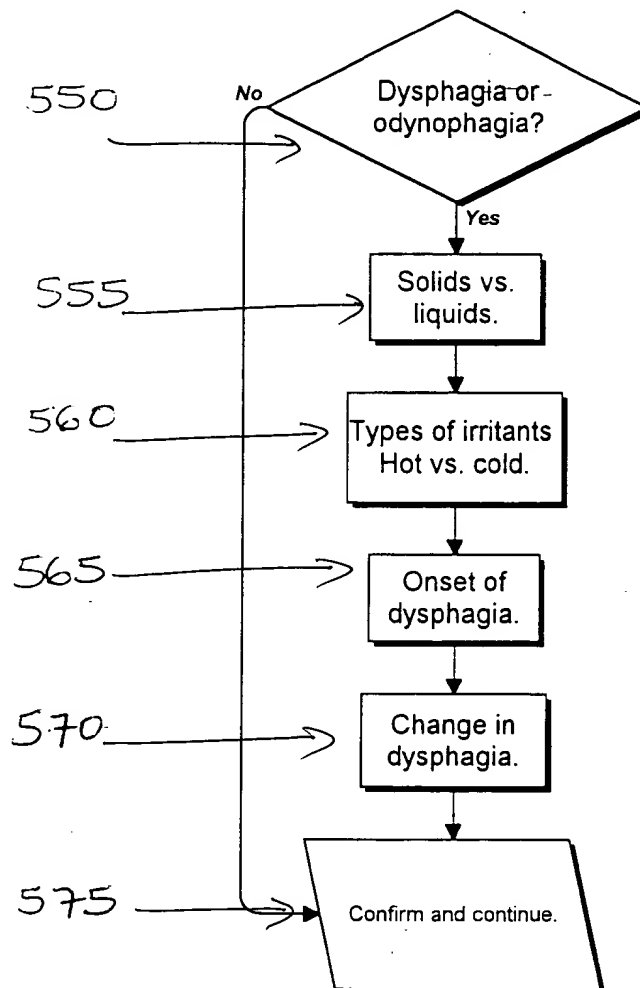 550
No
Dysphagia or
odynophagia?
Yes
555
Solids vs.
liquids.
560
Types of irritants
Hot vs. cold.
565
Onset of
dysphagia.
570
Change in
dysphagia.
575
Confirm and continue.